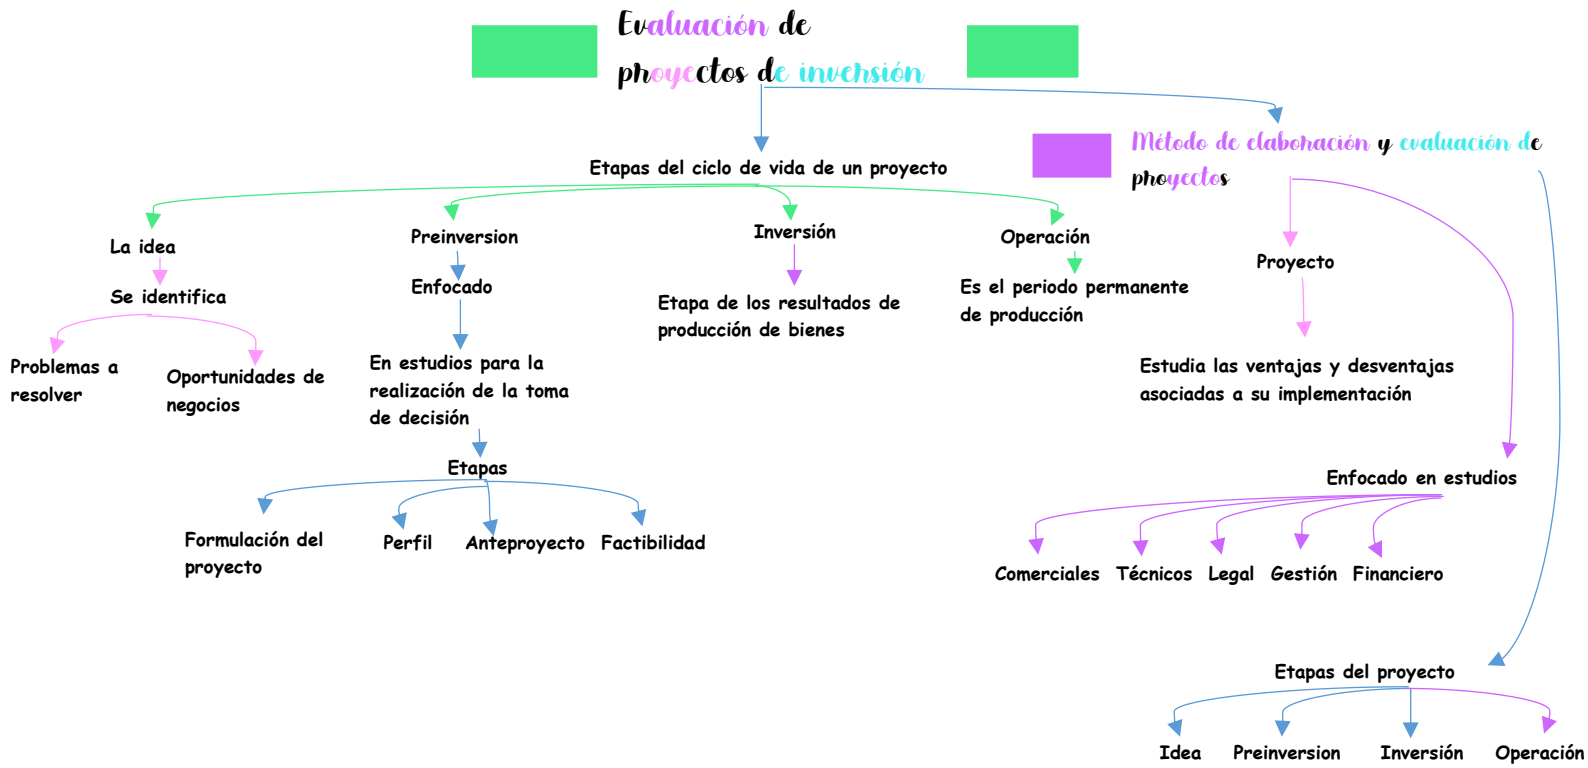 Evaluación de
proyectos de inversión
Método de elaboración y evaluación de
proyectos
Etapas del ciclo de vida de un proyecto
La idea
Preinversion
Inversión
Operación
Proyecto
Se identifica
Enfocado
Etapa de los resultados de
producción de bienes
Es el periodo permanente
de producción
Problemas a
resolver
Oportunidades de
negocios
En estudios para la
realización de la toma
de decisión
Estudia las ventajas y desventajas
asociadas a su implementación
Etapas
Enfocado en estudios
Formulación del
proyecto
Perfil
Anteproyecto
Factibilidad
Comerciales
Técnicos
Legal
Gestión
Financiero
Etapas del proyecto
Idea
Preinversion
Inversión
Operación